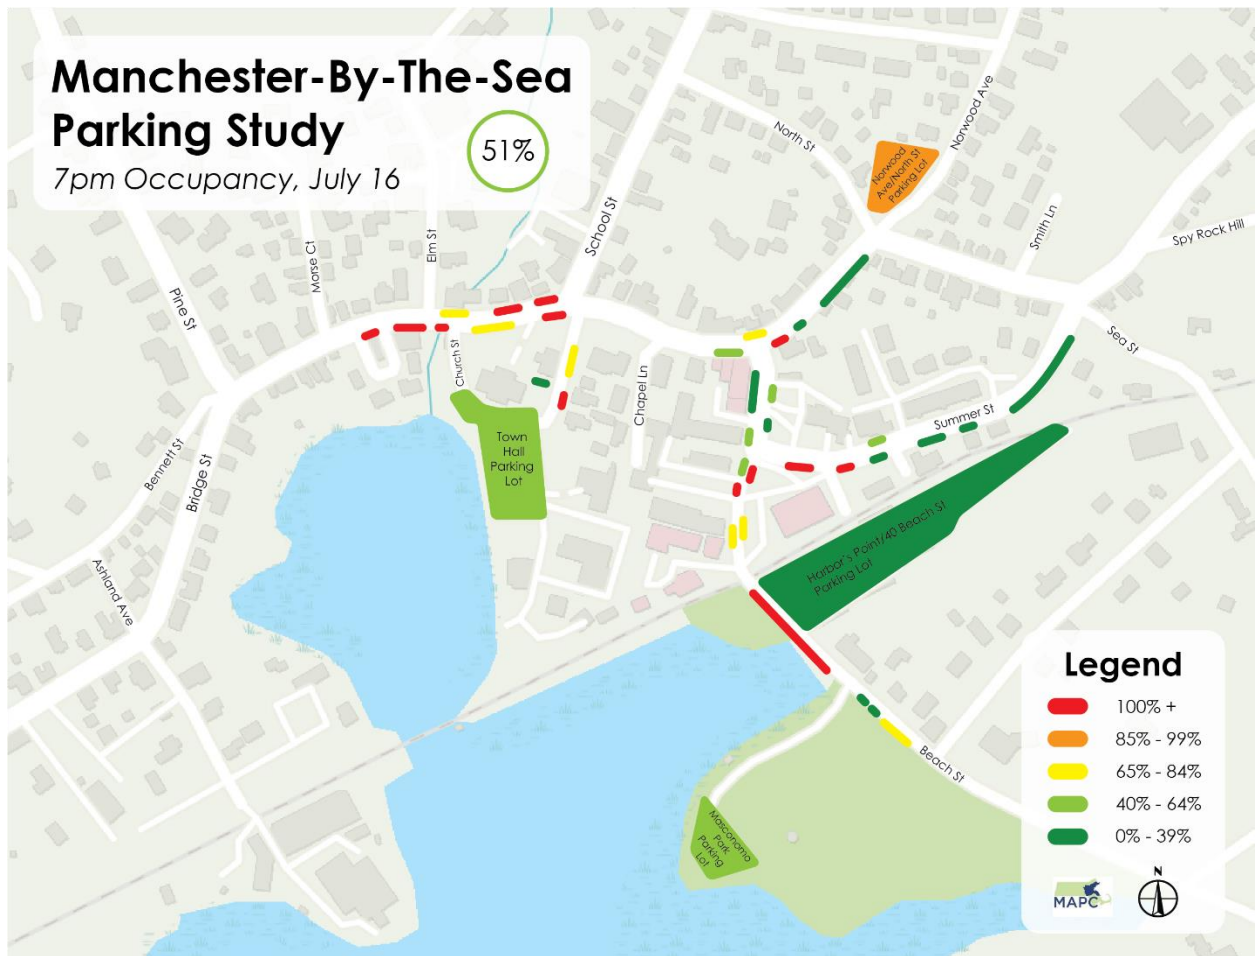 Manchester-By-The-Sea
Parking Study
7pm Occupancy, July 16
51%
North St
Norwood Ave
Norwood
Ave/North St
Parking Lot
School St
Smith Ln
Spy Rock Hill
Elm St
Morse Ct
Pine St
Sea St
Church St
Chapel Ln
Summer St
Bennett St
Bridge St
Town
Hall
Parking
Lot
Ashland Ave
Harbor's Point/40 Beach St
Parking Lot
Beach St
Masconomo
Park
Parking
Lot
Legend
100% +
85% - 99%
65% - 84%
40% - 64%
0% - 39%
MAPC
N